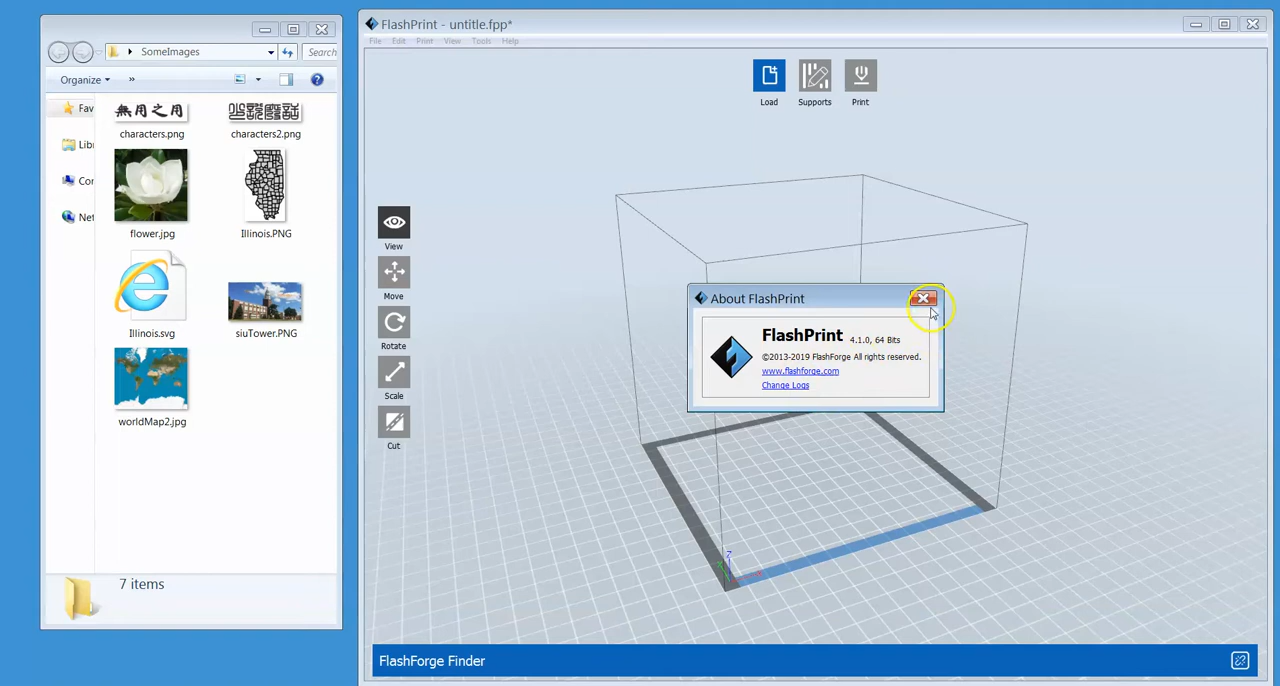 SomeImages
Search
Organize
»
Fav
Libr
Cor
Net
無用之用
characters.png
characters2.png
flower.jpg
Illinois.PNG
Illinois.svg
siuTower.PNG
worldMap2.jpg
7 items
FlashPrint - untitle.fpp*
File Edit Print View Tools Help
Load
Supports
Print
View
Move
Rotate
Scale
Cut
About FlashPrint
FlashPrint 4.1.0, 64 Bits
©2013-2019 FlashForge All rights reserved.
www.flashforge.com
Change Logs
Z
FlashForge Finder